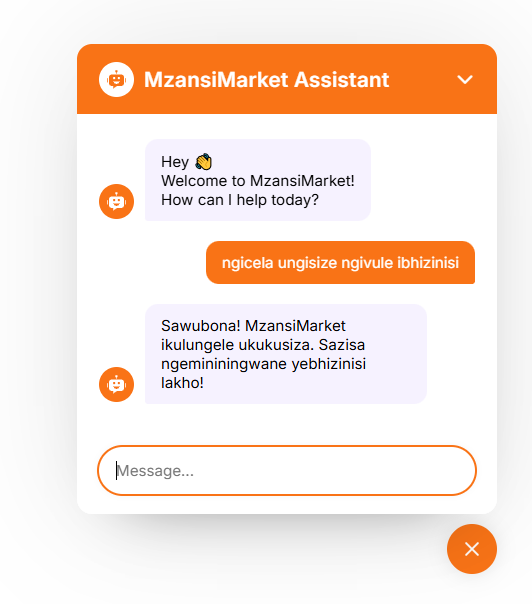 MzansiMarket Assistant
Hey 👋
Welcome to MzansiMarket!
How can I help today?
ngicela ungisize ngivule ibhizinisi
Sawubona! MzansiMarket
ikulungele ukukusiza. Sazisa
ngemininingwane yebhizinisi
lakho!
Message...